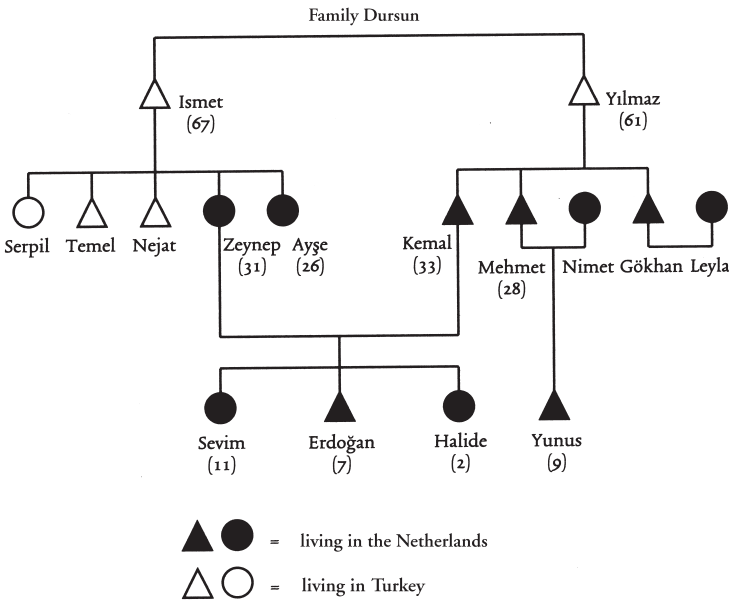 Family Dursun
Ismet
(67)
Yılmaz
(61)
Serpil
Temel
Nejat
Zeynep
(31)
Ayşe
(26)
Kemal
(33)
Mehmet
(28)
Nimet
Gökhan
Leyla
Sevim
(11)
Erdoğan
(7)
Halide
(2)
Yunus
(9)
= living in the Netherlands
= living in Turkey